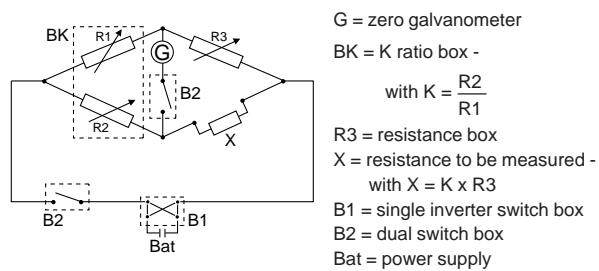 BK
R1
G
R3
B2
R2
X
B2
B1
Bat
G = zero galvanometer
BK = K ratio box -
with K = R2
R1
R3 = resistance box
X = resistance to be measured -
with X = K x R3
B1 = single inverter switch box
B2 = dual switch box
Bat = power supply